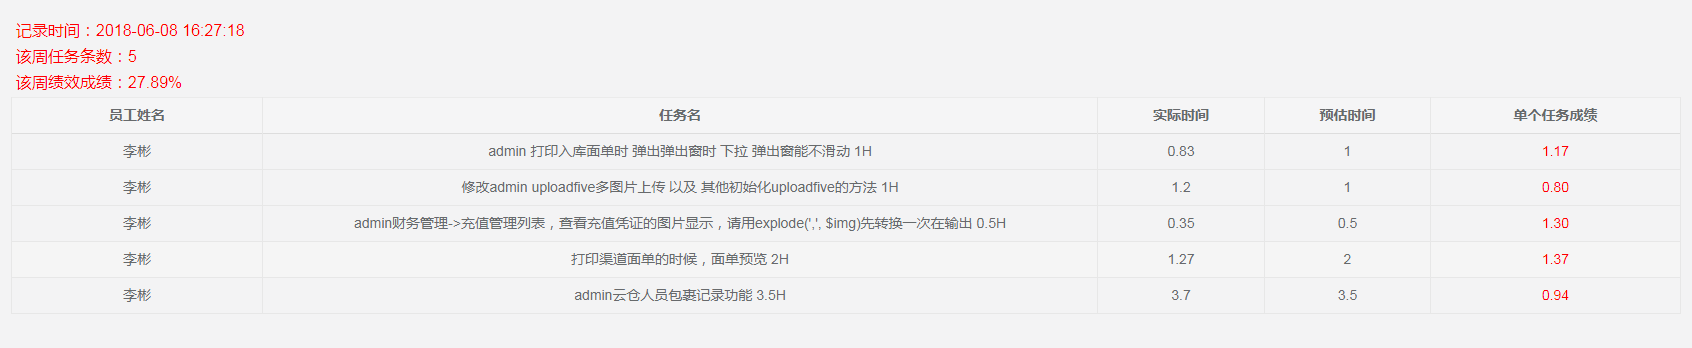 记录时间：2018-06-08 16:27:18
该周任务条数：5
该周绩效成绩：27.89%
员工姓名 任务名 实际时间 预估时间 单个任务成绩
李彬 admin 打印入库面单时 弹出弹出窗时 下拉 弹出窗能不滑动 1H 0.83 1 1.17
李彬 修改admin uploadfive多图片上传 以及 其他初始化uploadfive的方法 1H 1.2 1 0.80
李彬 admin财务管理->充值管理列表，查看充值凭证的图片显示，请用explode(',', $img)先转换一次在输出 0.5H 0.35 0.5 1.30
李彬 打印渠道面单的时候，面单预览 2H 1.27 2 1.37
李彬 admin云仓人员包裹记录功能 3.5H 3.7 3.5 0.94